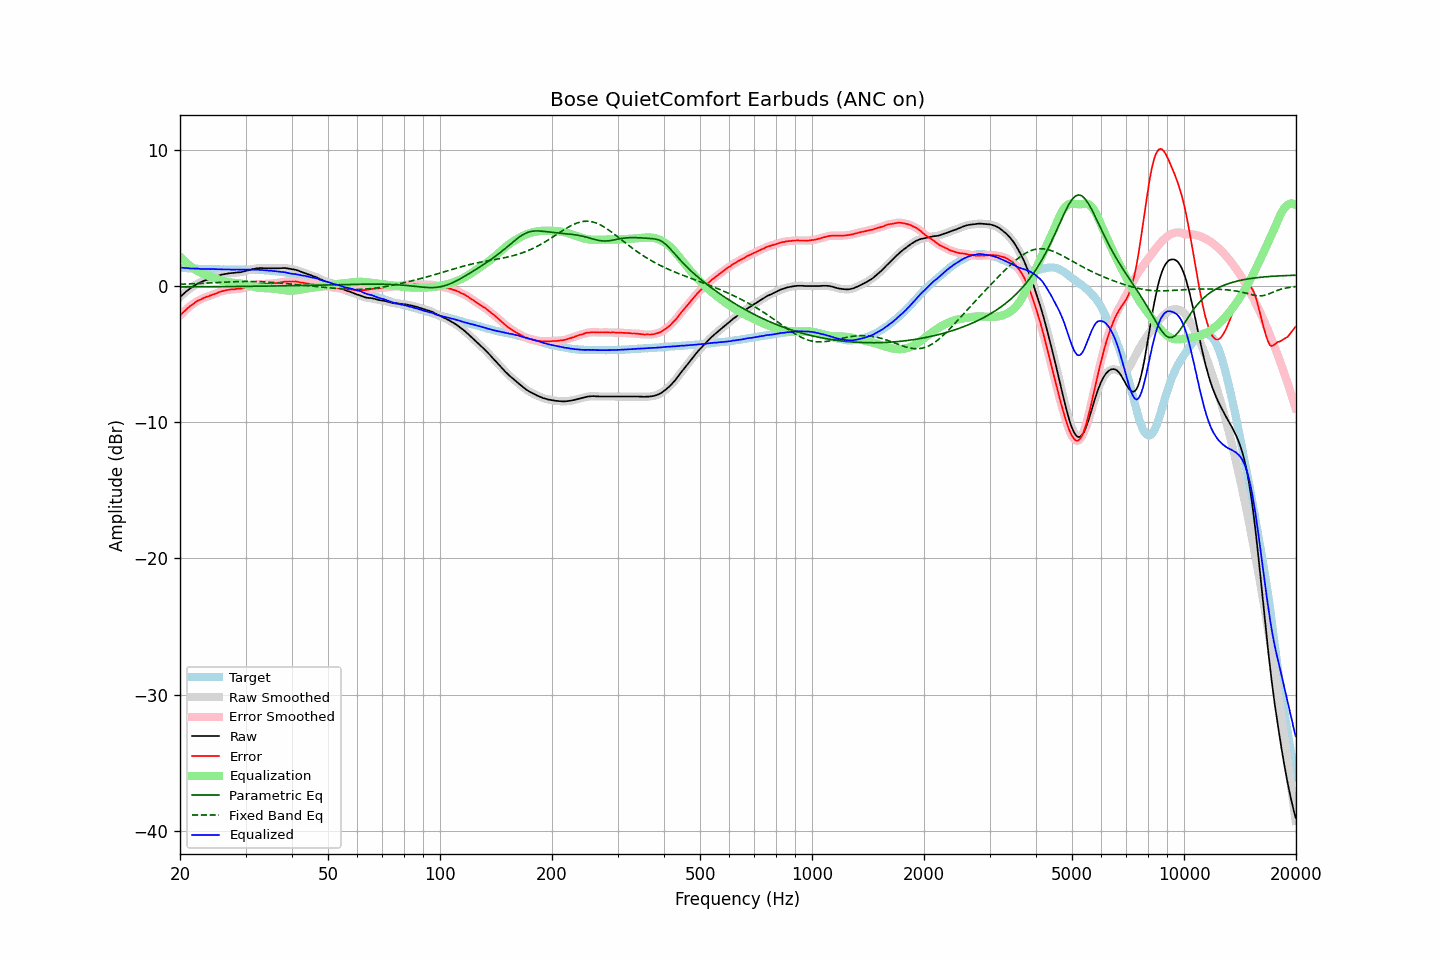 Bose QuietComfort Earbuds (ANC on)
Amplitude (dBr)
10
0
−10
−20
−30
−40
Target
Raw Smoothed
Error Smoothed
Raw
Error
Equalization
Parametric Eq
Fixed Band Eq
Equalized
20 50 100 200 500 1000 2000 5000 10000 20000
Frequency (Hz)